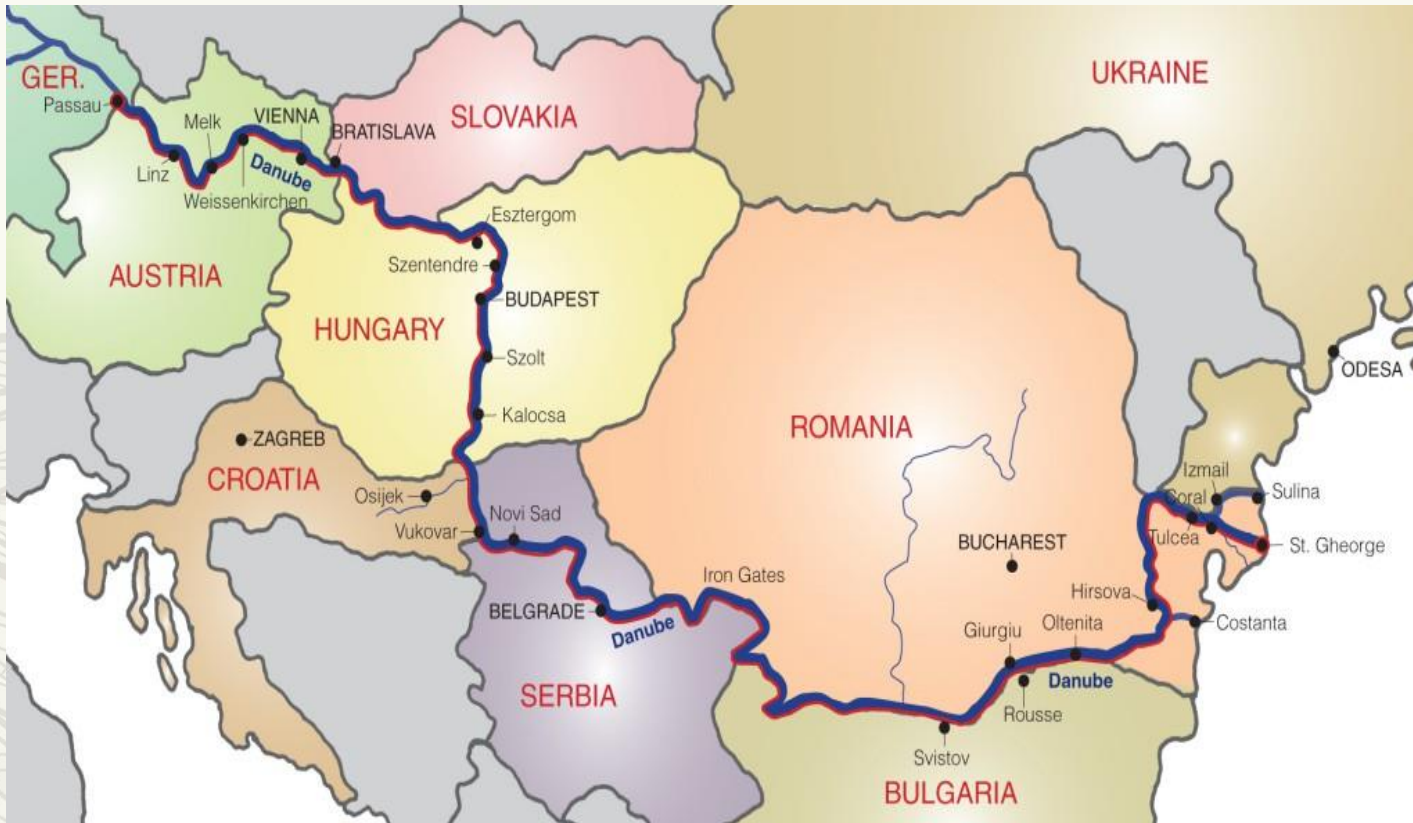 UKRAINE
GER.
Passau
Melk
VIENNA
BRATISLAVA
SLOVAKIA
Linz
Danube
Weissenkirchen
Esztergom
Szentendre
AUSTRIA
BUDAPEST
HUNGARY
Szolt
ODESA
Kalocsa
ROMANIA
ZAGREB
CROATIA
Osijek
Izmail
Sulina
Coral
Novi Sad
Vukovar
Tulcea
BUCHAREST
St. Gheorge
Iron Gates
Hirsova
BELGRADE
Costanta
Danube
Giurgiu
Oltenita
Danube
SERBIA
Rousse
Svistov
BULGARIA